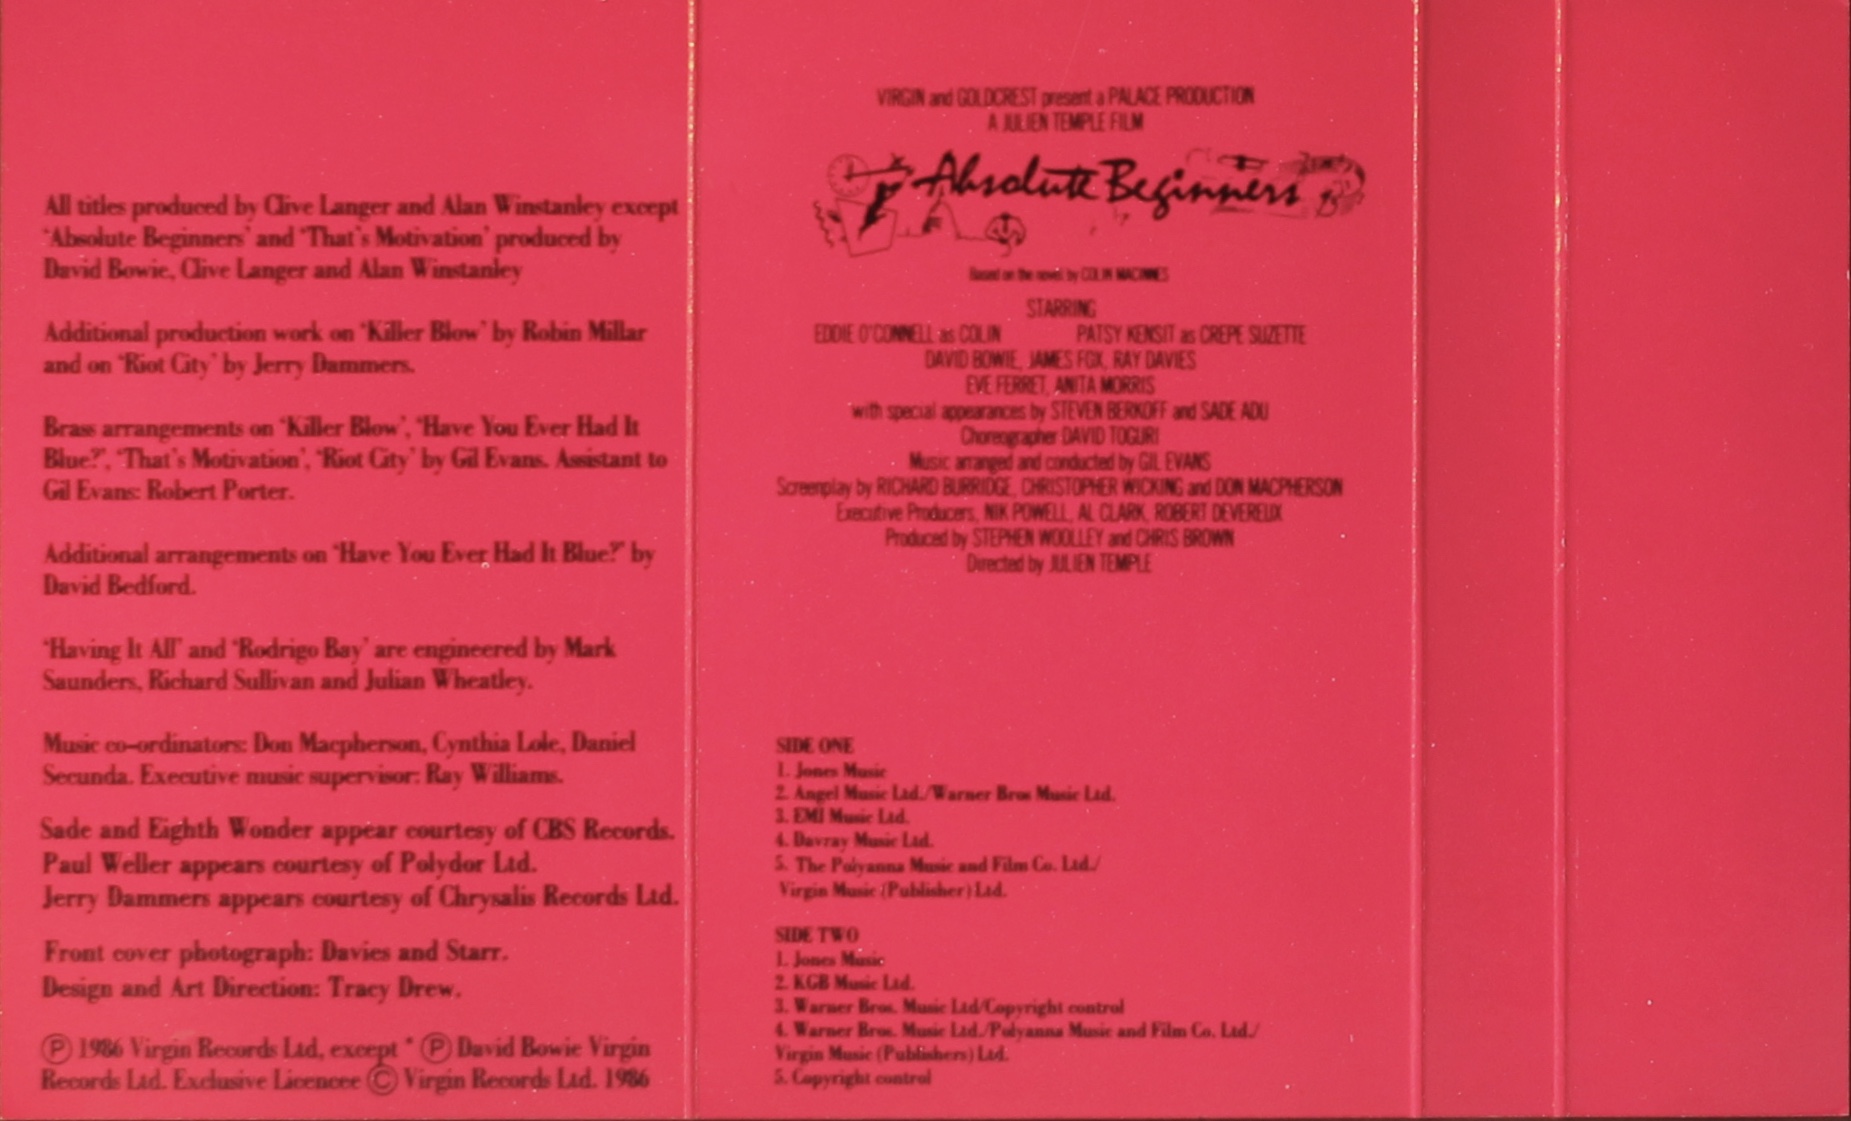 All titles produced by Clive Langer and Alan Winstanley except
'Absolute Beginners' and 'That's Motivation' produced by
David Bowie, Clive Langer and Alan Winstanley
Additional production work on 'Killer Blow' by Robin Millar
and on 'Riot City' by Jerry Dammers.
Brass arrangements on 'Killer Blow', 'Have You Ever Had It
Blue?', 'That's Motivation', 'Riot City' by Gil Evans. Assistant to
Gil Evans: Robert Porter.
Additional arrangements on 'Have You Ever Had It Blue?' by
David Bedford.
'Having It All' and 'Rodrigo Bay' are engineered by Mark
Saunders, Richard Sullivan and Julian Wheatley.
Music co-ordinators: Don Macpherson, Cynthia Lole, Daniel
Secunda. Executive music supervisor: Ray Williams.
Sade and Eighth Wonder appear courtesy of CBS Records.
Paul Weller appears courtesy of Polydor Ltd.
Jerry Dammers appears courtesy of Chrysalis Records Ltd.
Front cover photograph: Davies and Starr.
Design and Art Direction: Tracy Drew.
Ⓟ 1986 Virgin Records Ltd, except * Ⓟ David Bowie Virgin
Records Ltd. Exclusive Licencee © Virgin Records Ltd. 1986
VIRGIN and GOLDCREST present a PALACE PRODUCTION
A JULIEN TEMPLE FILM
Absolute Beginners
Based on the novel by COLIN MACINNES
STARRING
EDDIE O'CONNELL as COLIN PATSY KENSIT as CREPE SUZETTE
DAVID BOWIE, JAMES FOX, RAY DAVIES
EVE FERRET, ANITA MORRIS
with special appearances by STEVEN BERKOFF and SADE ADU
Choreographer DAVID TOGURI
Music arranged and conducted by GIL EVANS
Screenplay by RICHARD BURRIDGE, CHRISTOPHER WICKING and DON MACPHERSON
Executive Producers, NIK POWELL, AL CLARK, ROBERT DEVEREUX
Produced by STEPHEN WOOLLEY and CHRIS BROWN
Directed by JULIEN TEMPLE
SIDE ONE
1. Jones Music
2. Angel Music Ltd./Warner Bros Music Ltd.
3. EMI Music Ltd.
4. Davray Music Ltd.
5. The Polyanna Music and Film Co. Ltd./
Virgin Music (Publisher) Ltd.
SIDE TWO
1. Jones Music
2. KGB Music Ltd.
3. Warner Bros. Music Ltd/Copyright control
4. Warner Bros. Music Ltd./Polyanna Music and Film Co. Ltd./
Virgin Music (Publishers) Ltd.
5. Copyright control